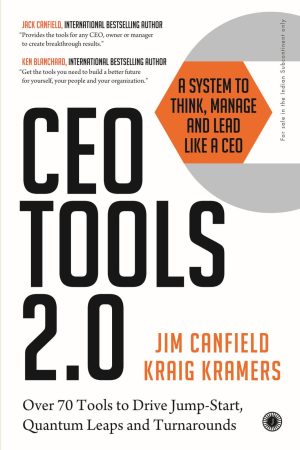 JACK CANFIELD, INTERNATIONAL BESTSELLING AUTHOR
"Provides the tools for any CEO, owner or manager
to create breakthrough results."
KEN BLANCHARD, INTERNATIONAL BESTSELLING AUTHOR
"Get the tools you need to build a better future
for yourself, your people and your organization."
A SYSTEM TO
THINK, MANAGE
AND LEAD
LIKE A CEO
For sale in the Indian Subcontinent only
CEO
TOOLS
2.0
JIM CANFIELD
KRAIG KRAMERS
Over 70 Tools to Drive Jump-Start,
Quantum Leaps and Turnarounds